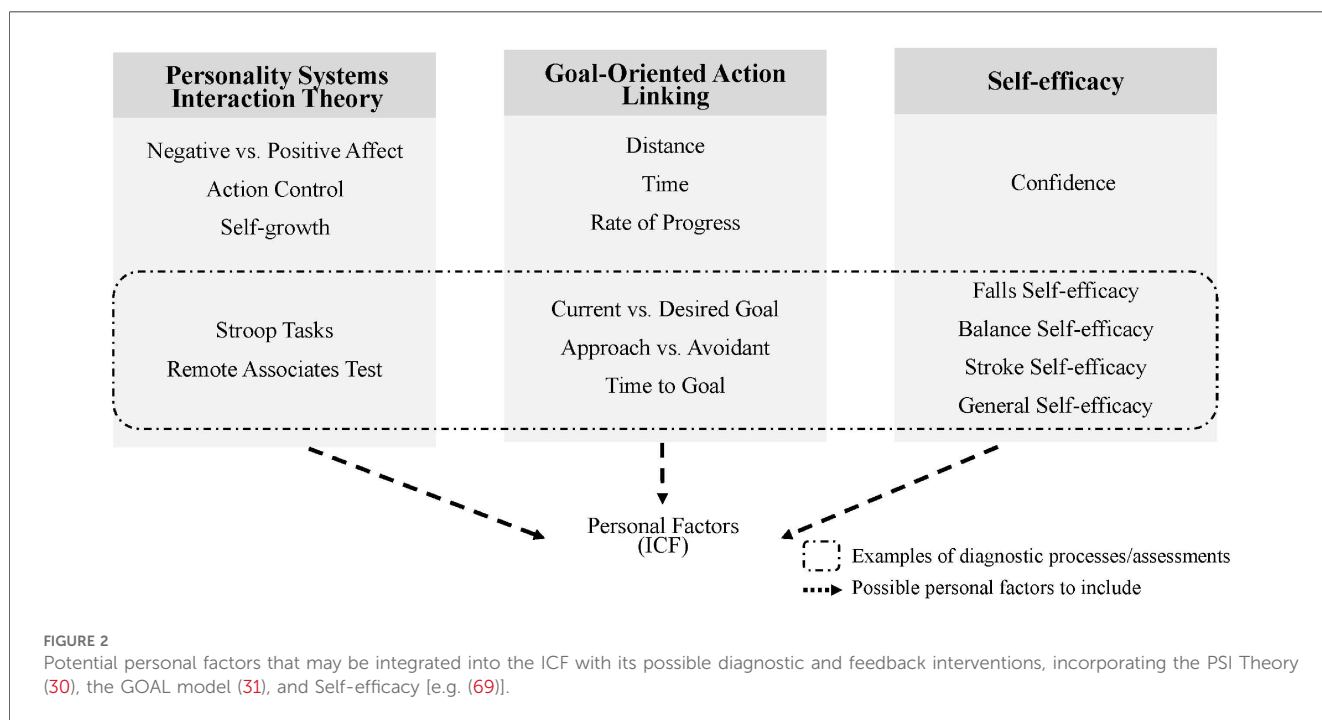 Personality Systems
Interaction Theory
Negative vs. Positive Affect
Action Control
Self-growth
Stroop Tasks
Remote Associates Test
Goal-Oriented Action
Linking
Distance
Time
Rate of Progress
Current vs. Desired Goal
Approach vs. Avoidant
Time to Goal
Self-efficacy
Confidence
Falls Self-efficacy
Balance Self-efficacy
Stroke Self-efficacy
General Self-efficacy
Personal Factors
(ICF)
Examples of diagnostic processes/assessments
Possible personal factors to include
FIGURE 2
Potential personal factors that may be integrated into the ICF with its possible diagnostic and feedback interventions, incorporating the PSI Theory
(30), the GOAL model (31), and Self-efficacy [e.g. (69)].